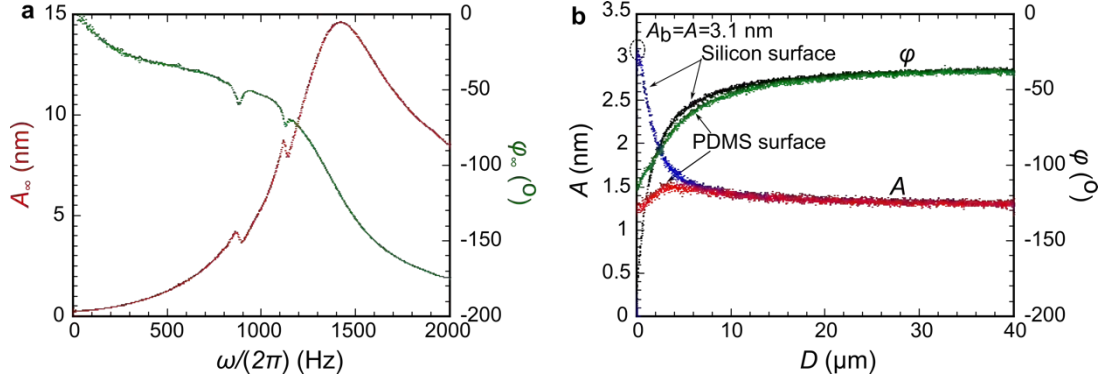 a
15
10
5
0
A∞ (nm)
0
-50
-100
-150
-200
φ∞ (o)
0
500
1000
1500
2000
ω/(2π) (Hz)
b
3.5
3
2.5
2
1.5
1
0.5
0
A (nm)
Ab=A=3.1 nm
Silicon surface
φ
PDMS surface
A
0
-50
-100
-150
-200
φ (o)
0
10
20
30
40
D (μm)